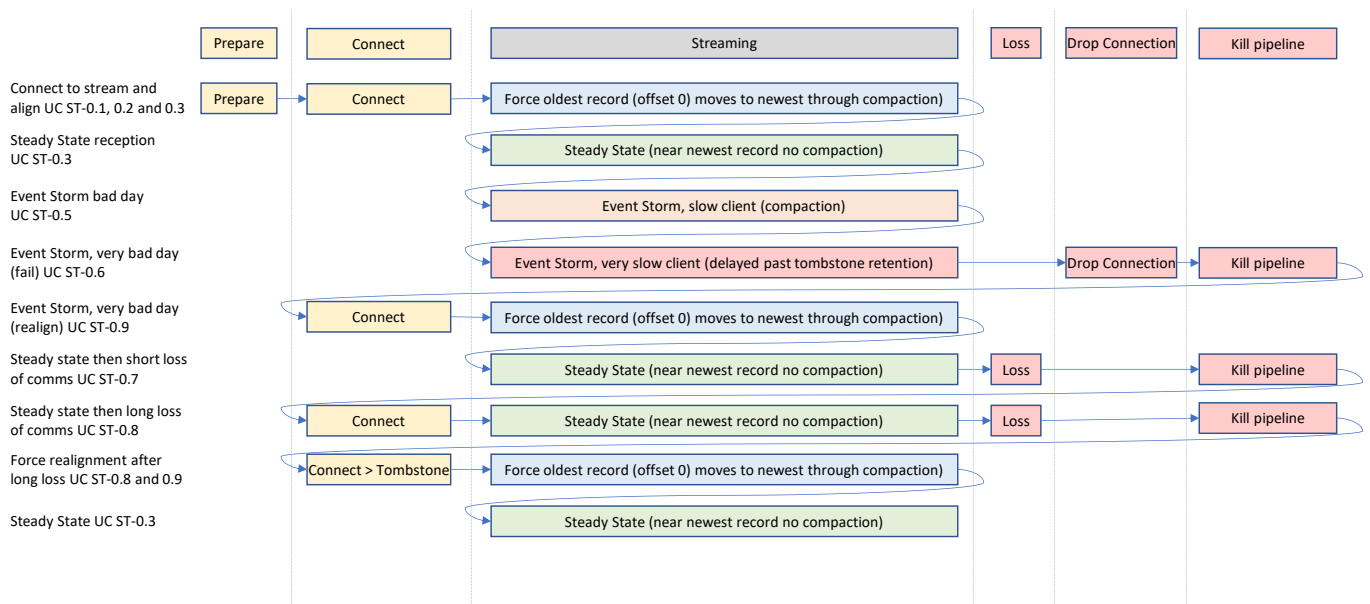 Prepare
Connect
Streaming
Loss
Drop Connection
Kill pipeline
Connect to stream and
align UC ST-0.1, 0.2 and 0.3
Prepare
Connect
Force oldest record (offset 0) moves to newest through compaction)
Steady State reception
UC ST-0.3
Steady State (near newest record no compaction)
Event Storm bad day
UC ST-0.5
Event Storm, slow client (compaction)
Event Storm, very bad day
(fail) UC ST-0.6
Event Storm, very slow client (delayed past tombstone retention)
Drop Connection
Kill pipeline
Event Storm, very bad day
(realign) UC ST-0.9
Connect
Force oldest record (offset 0) moves to newest through compaction)
Steady state then short loss
of comms UC ST-0.7
Steady State (near newest record no compaction)
Loss
Kill pipeline
Steady state then long loss
of comms UC ST-0.8
Connect
Steady State (near newest record no compaction)
Loss
Kill pipeline
Force realignment after
long loss UC ST-0.8 and 0.9
Connect > Tombstone
Force oldest record (offset 0) moves to newest through compaction)
Steady State UC ST-0.3
Steady State (near newest record no compaction)